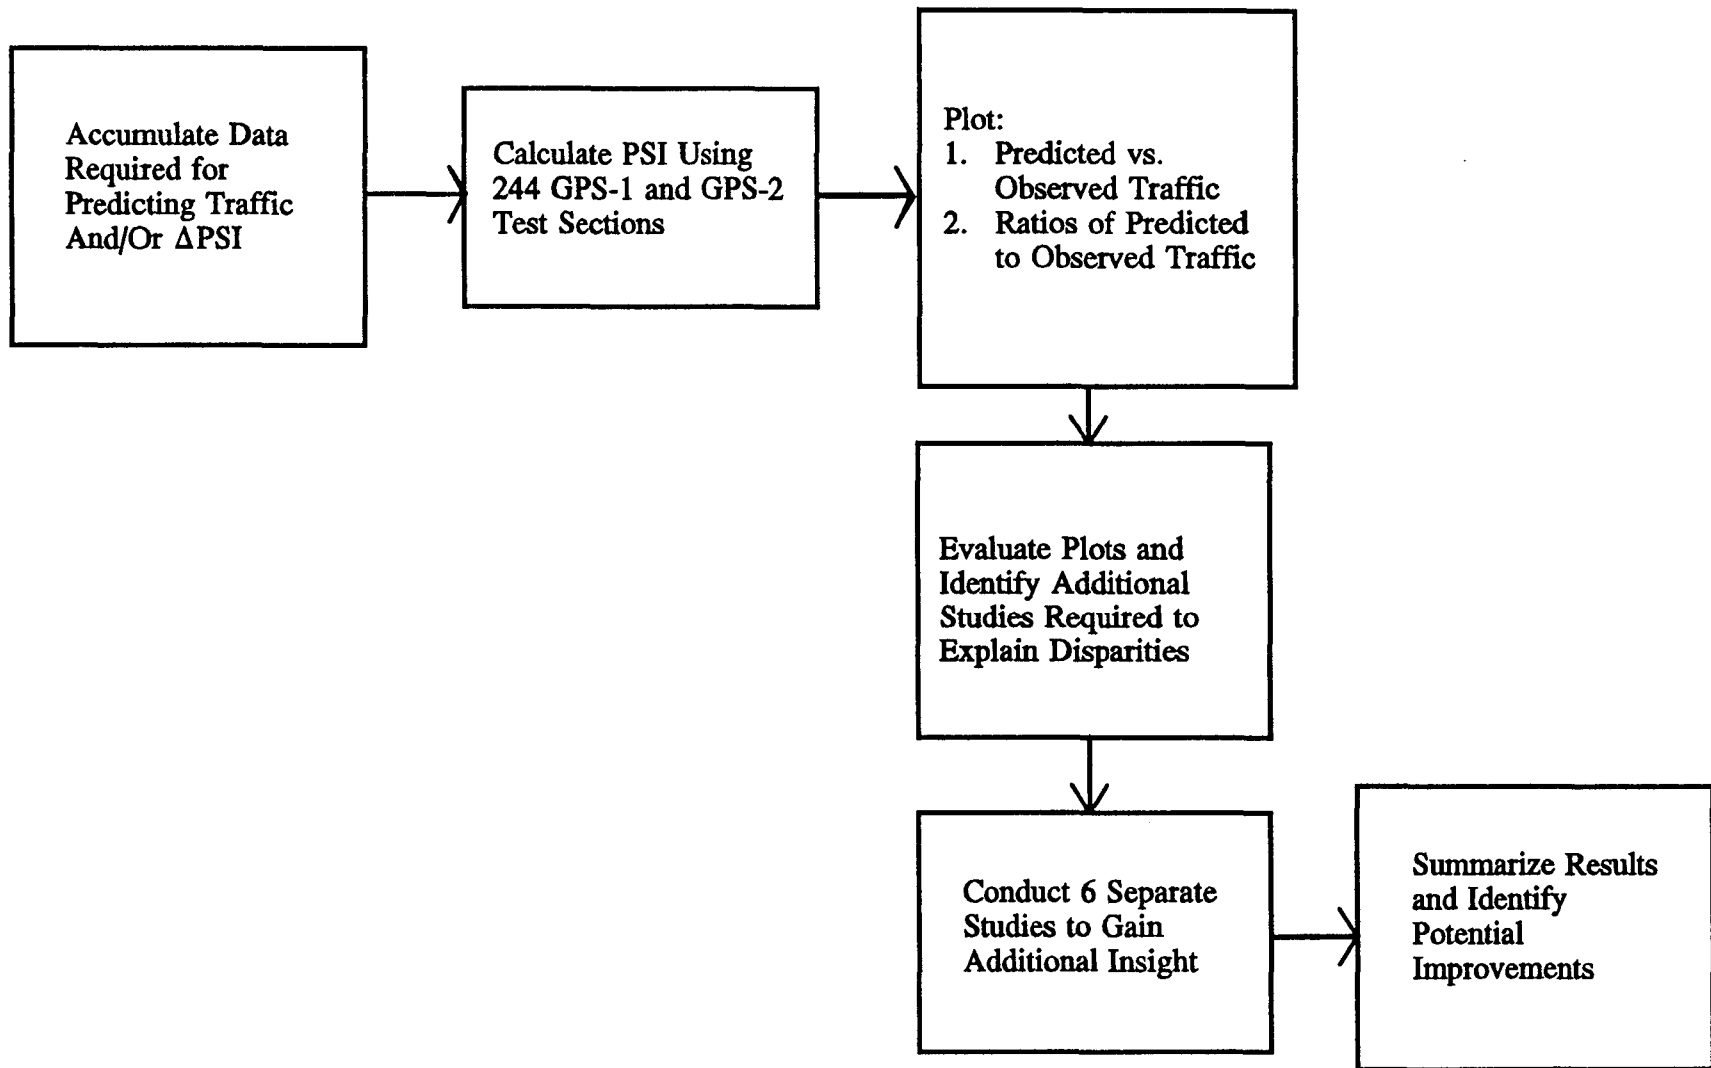 Accumulate Data
Required for
Predicting Traffic
And/Or ΔPSI
Calculate PSI Using
244 GPS-1 and GPS-2
Test Sections
Plot:
1. Predicted vs.
Observed Traffic
2. Ratios of Predicted
to Observed Traffic
Evaluate Plots and
Identify Additional
Studies Required to
Explain Disparities
Conduct 6 Separate
Studies to Gain
Additional Insight
Summarize Results
and Identify
Potential
Improvements